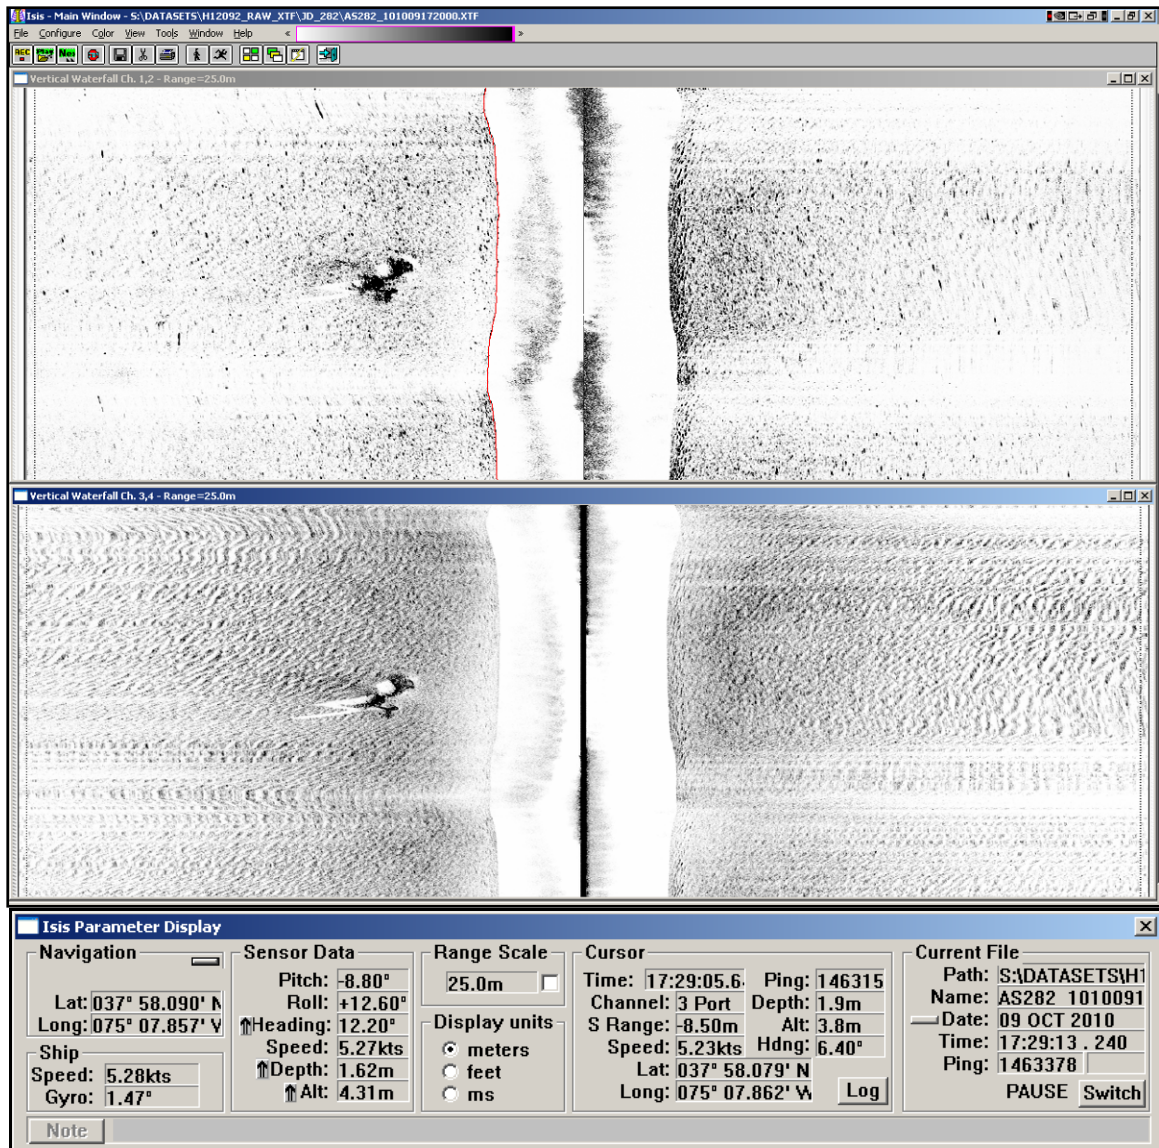 Isis - Main Window - S:\DATASETS\H12092_RAW_XTF\JD_282\AS282_101009172000.XTF
File Configure Color View Tools Window Help « »
REC Play Nav
Vertical Waterfall Ch. 1,2 - Range=25.0m
Vertical Waterfall Ch. 3,4 - Range=25.0m
Isis Parameter Display
Navigation
Lat: 037° 58.090' N
Long: 075° 07.857' W
Ship
Speed: 5.28kts
Gyro: 1.47°
Sensor Data
Pitch: -8.80°
Roll: +12.60°
Heading: 12.20°
Speed: 5.27kts
Depth: 1.62m
Alt: 4.31m
Range Scale
25.0m
Display units
meters
feet
ms
Cursor
Time: 17:29:05.6 Ping: 146315
Channel: 3 Port Depth: 1.9m
S Range: -8.50m Alt: 3.8m
Speed: 5.23kts Hdng: 6.40°
Lat: 037° 58.079' N
Long: 075° 07.862' W
Log
Current File
Path: S:\DATASETS\H1
Name: AS282_1010091
Date: 09 OCT 2010
Time: 17:29:13 . 240
Ping: 1463378
PAUSE Switch
Note